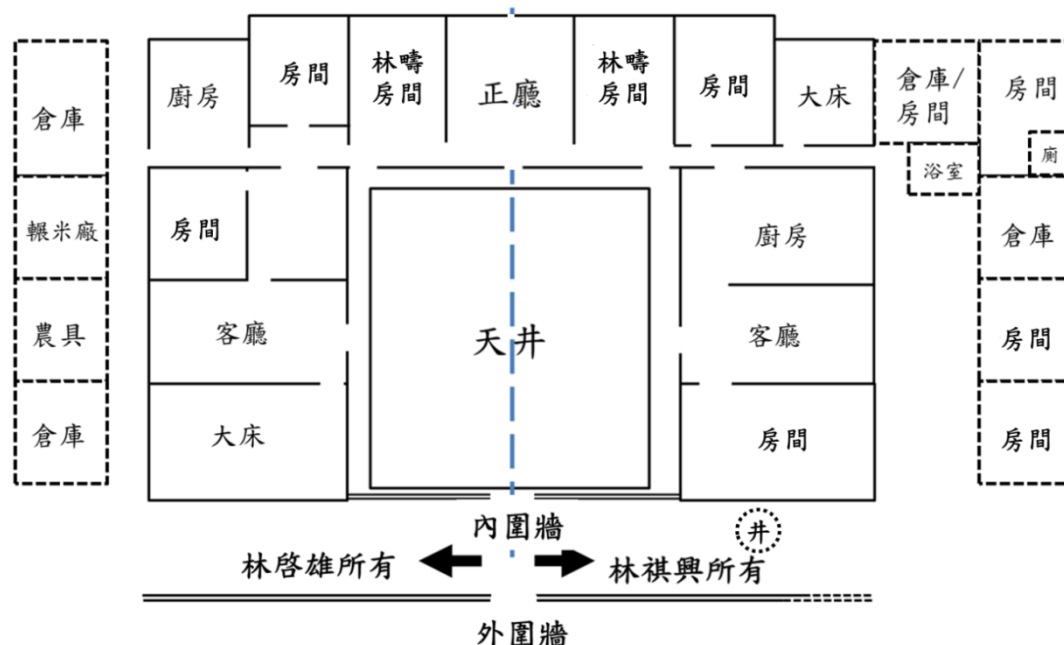 倉庫
廚房
房間
林疇
房間
正廳
林疇
房間
房間
大床
倉庫/
房間
房間
廁
浴室
輾米廠
房間
廚房
倉庫
農具
客廳
天井
客廳
房間
倉庫
大床
房間
房間
內圍牆
井
林啓雄所有
林祺興所有
外圍牆